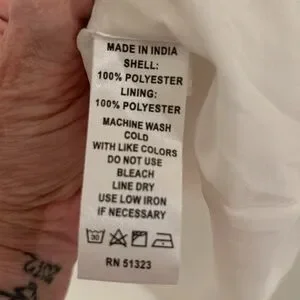 MADE IN INDIA
SHELL:
100% POLYESTER
LINING:
100% POLYESTER
MACHINE WASH
COLD
WITH LIKE COLORS
DO NOT USE
BLEACH
LINE DRY
USE LOW IRON
IF NECESSARY
30
RN 51323